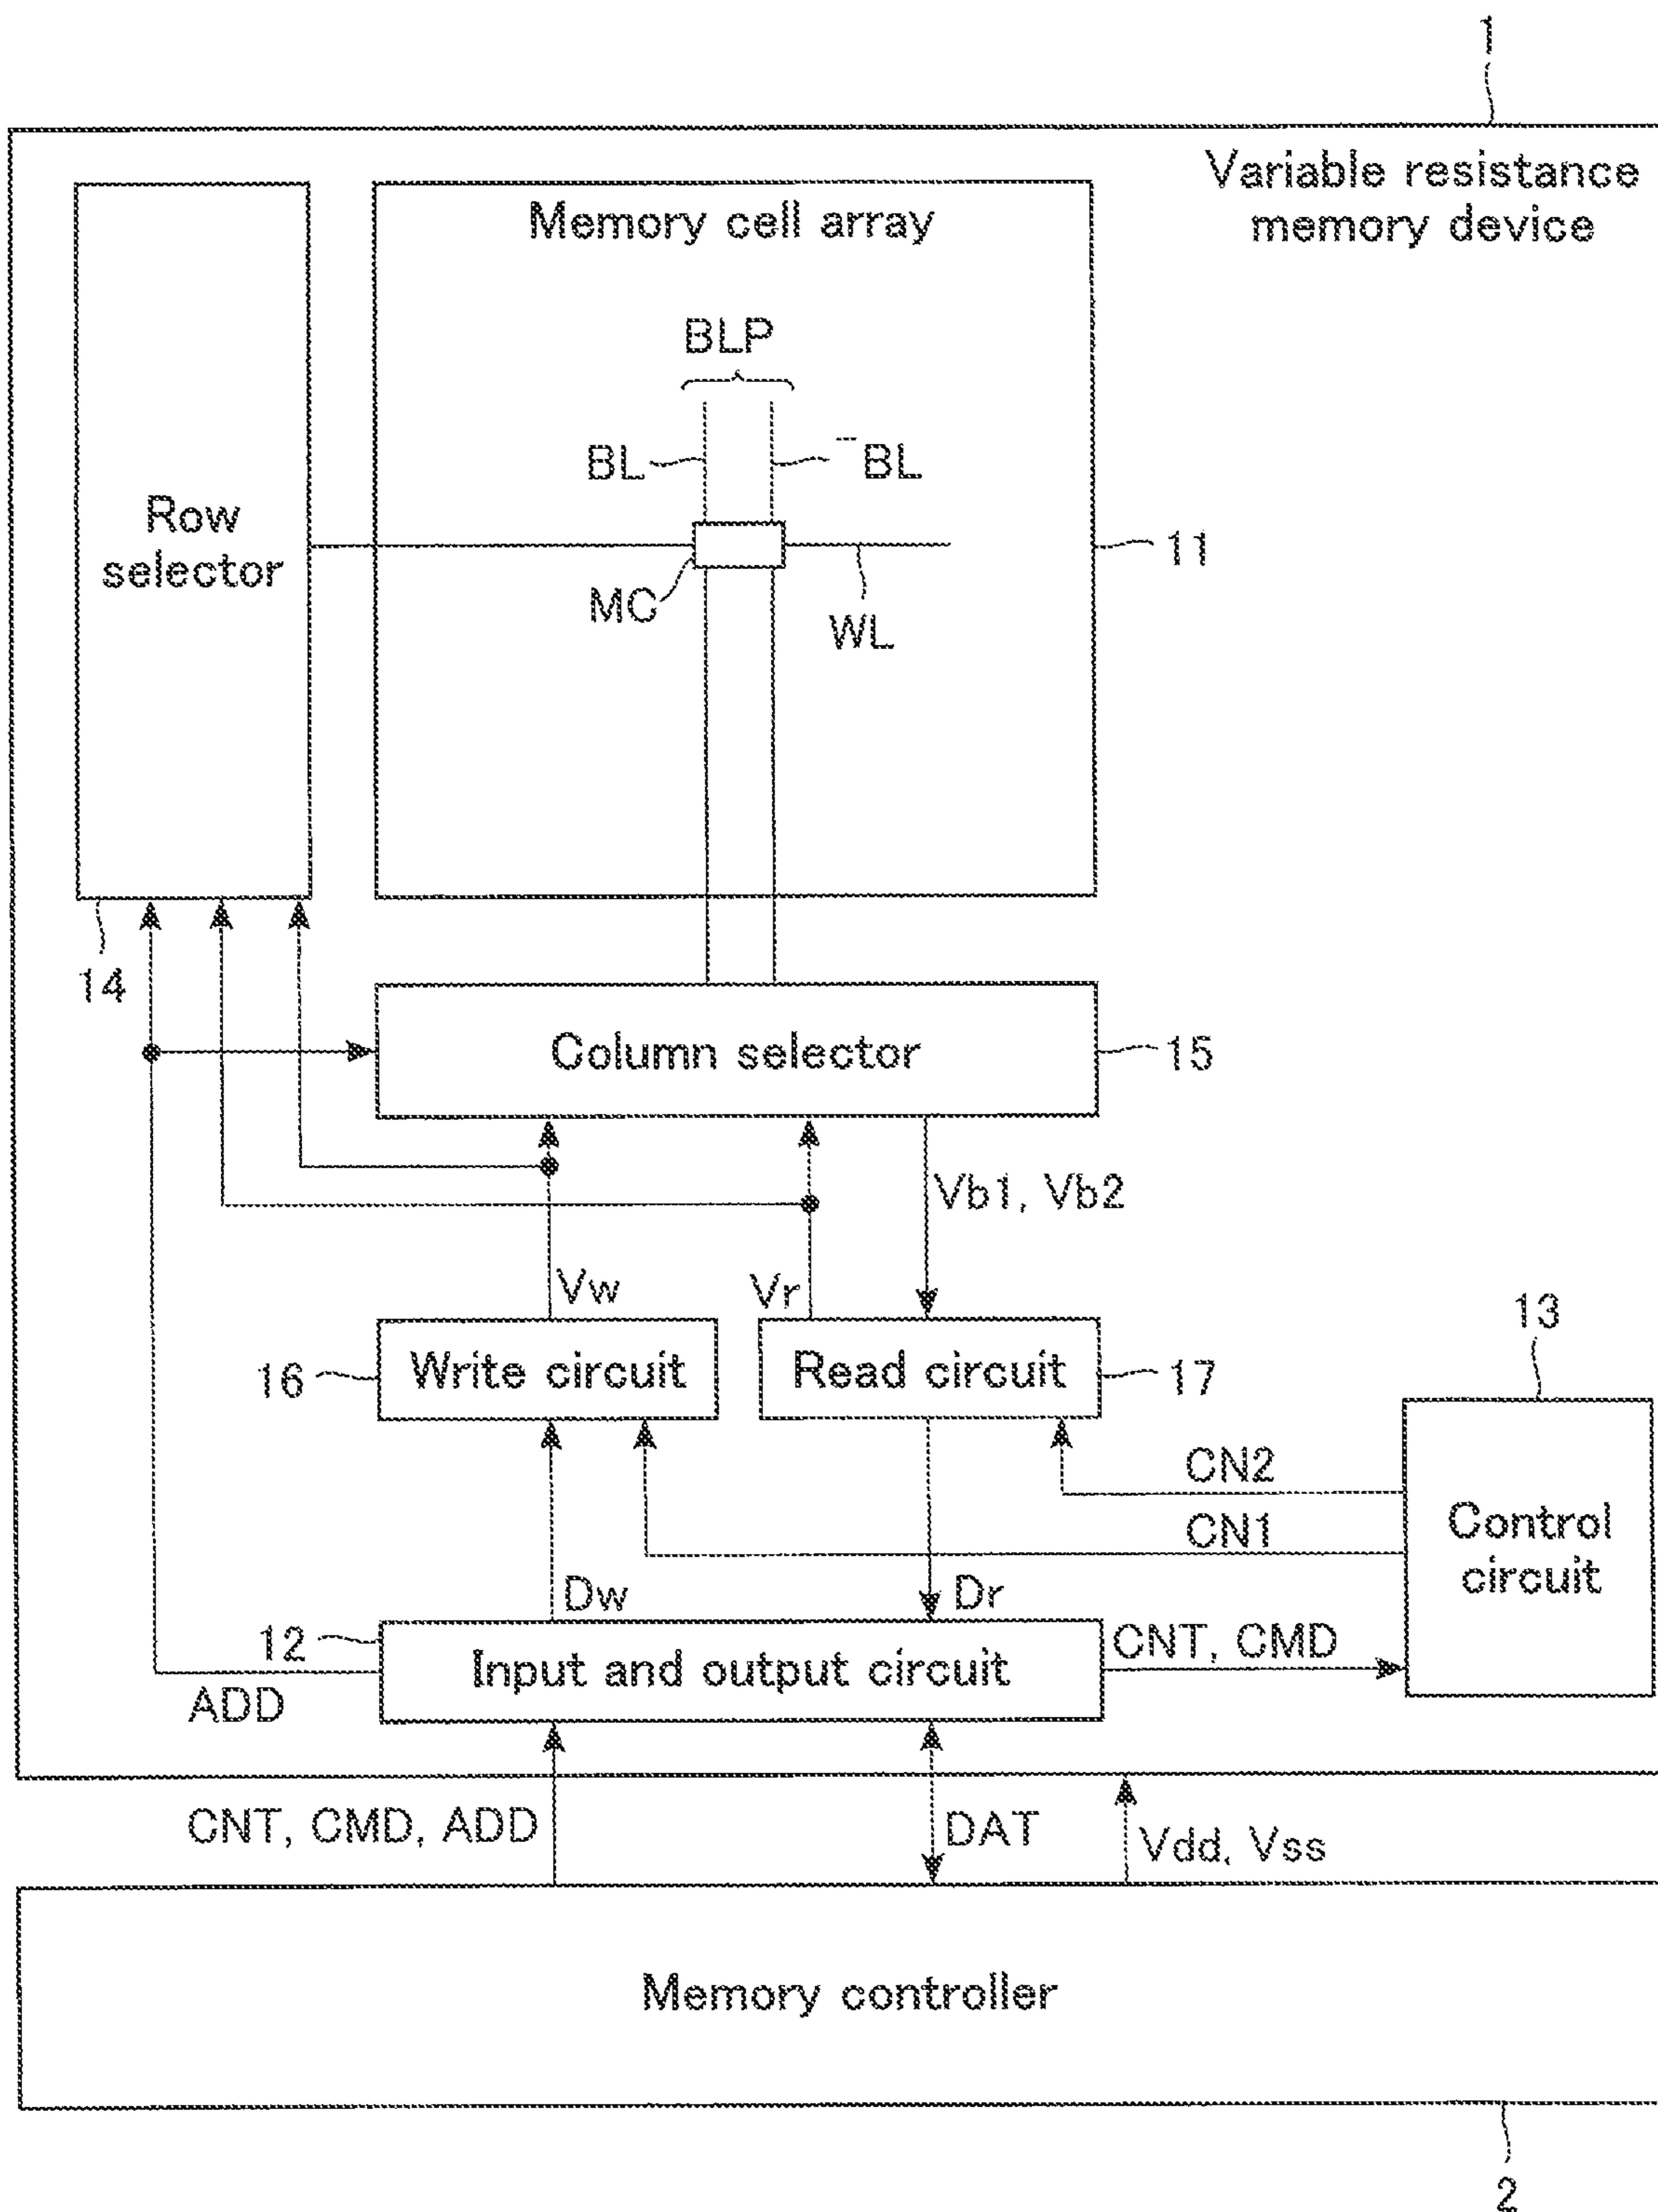 1
Variable resistance
memory device
Memory cell array
BLP
BL
‾BL
Row
selector
11
MC
WL
14
Column selector
15
Vb1, Vb2
Vw
Vr
13
16
Write circuit
Read circuit
17
CN2
CN1
Control
circuit
Dw
Dr
12
Input and output circuit
CNT, CMD
ADD
CNT, CMD, ADD
DAT
Vdd, Vss
Memory controller
2